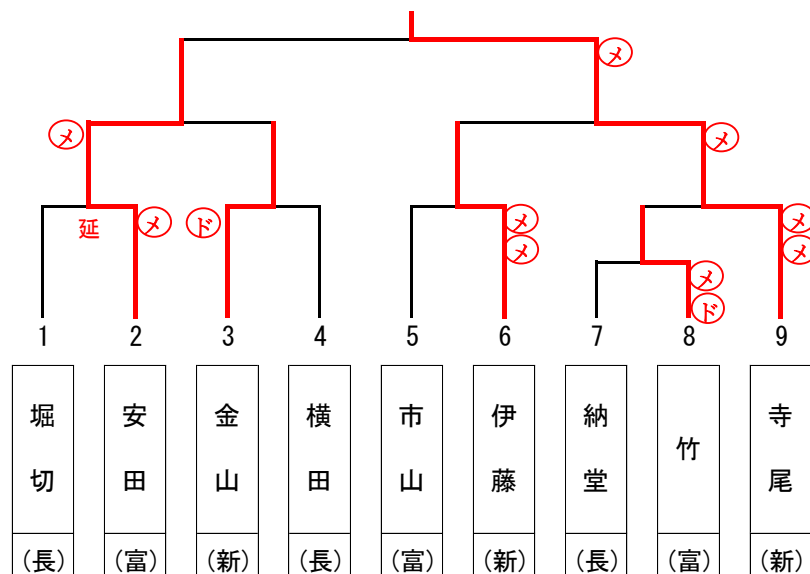 メ
メ
メ
延
メ
ド
メ
メ
メ
メ
メ
ド
1 2 3 4 5 6 7 8 9
堀切 安田 金山 横田 市山 伊藤 納堂 竹 寺尾
(長) (富) (新) (長) (富) (新) (長) (富) (新)